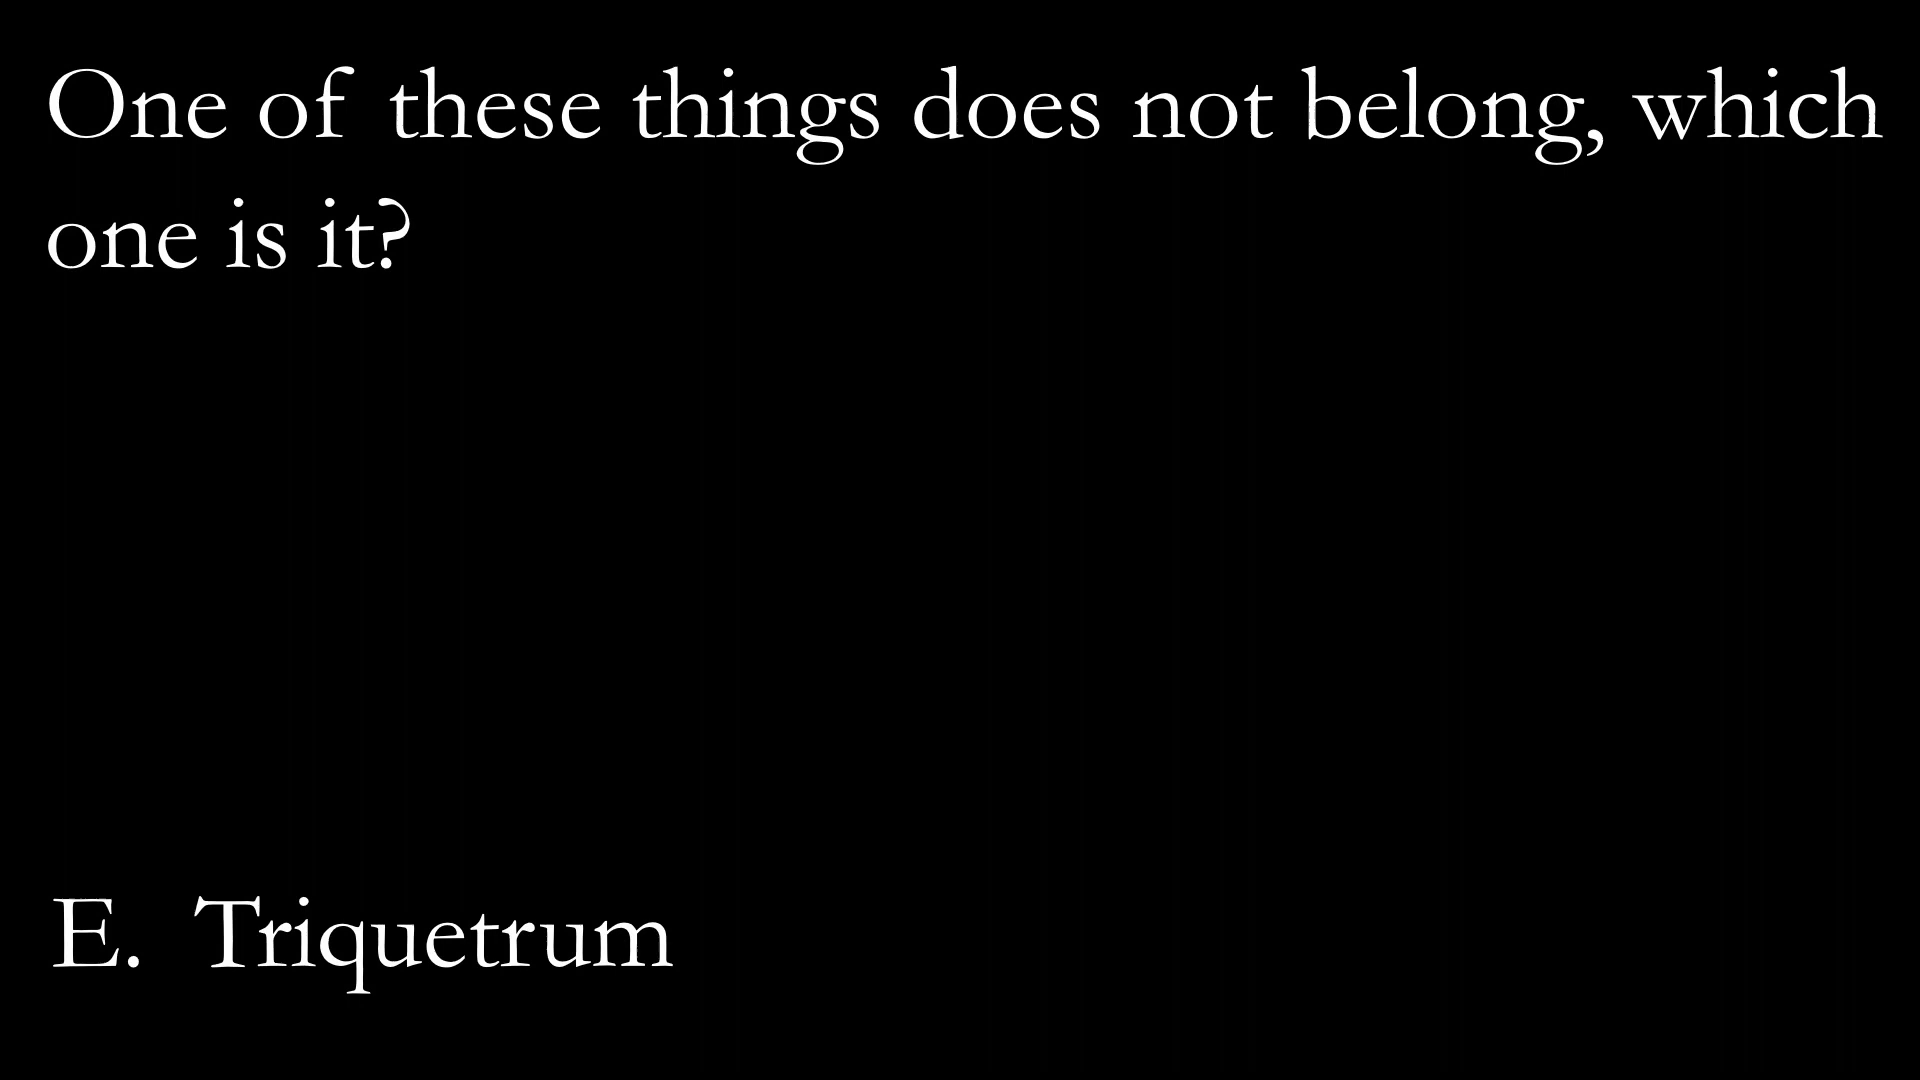 One of these things does not belong, which
one is it?
E. Triquetrum